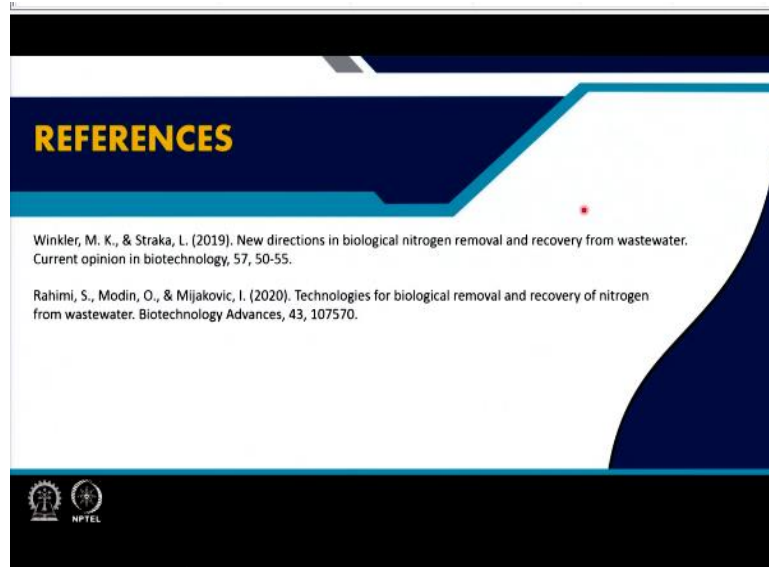 REFERENCES
Winkler, M. K., & Straka, L. (2019). New directions in biological nitrogen removal and recovery from wastewater.
Current opinion in biotechnology, 57, 50-55.
Rahimi, S., Modin, O., & Mijakovic, I. (2020). Technologies for biological removal and recovery of nitrogen
from wastewater. Biotechnology Advances, 43, 107570.
NPTEL